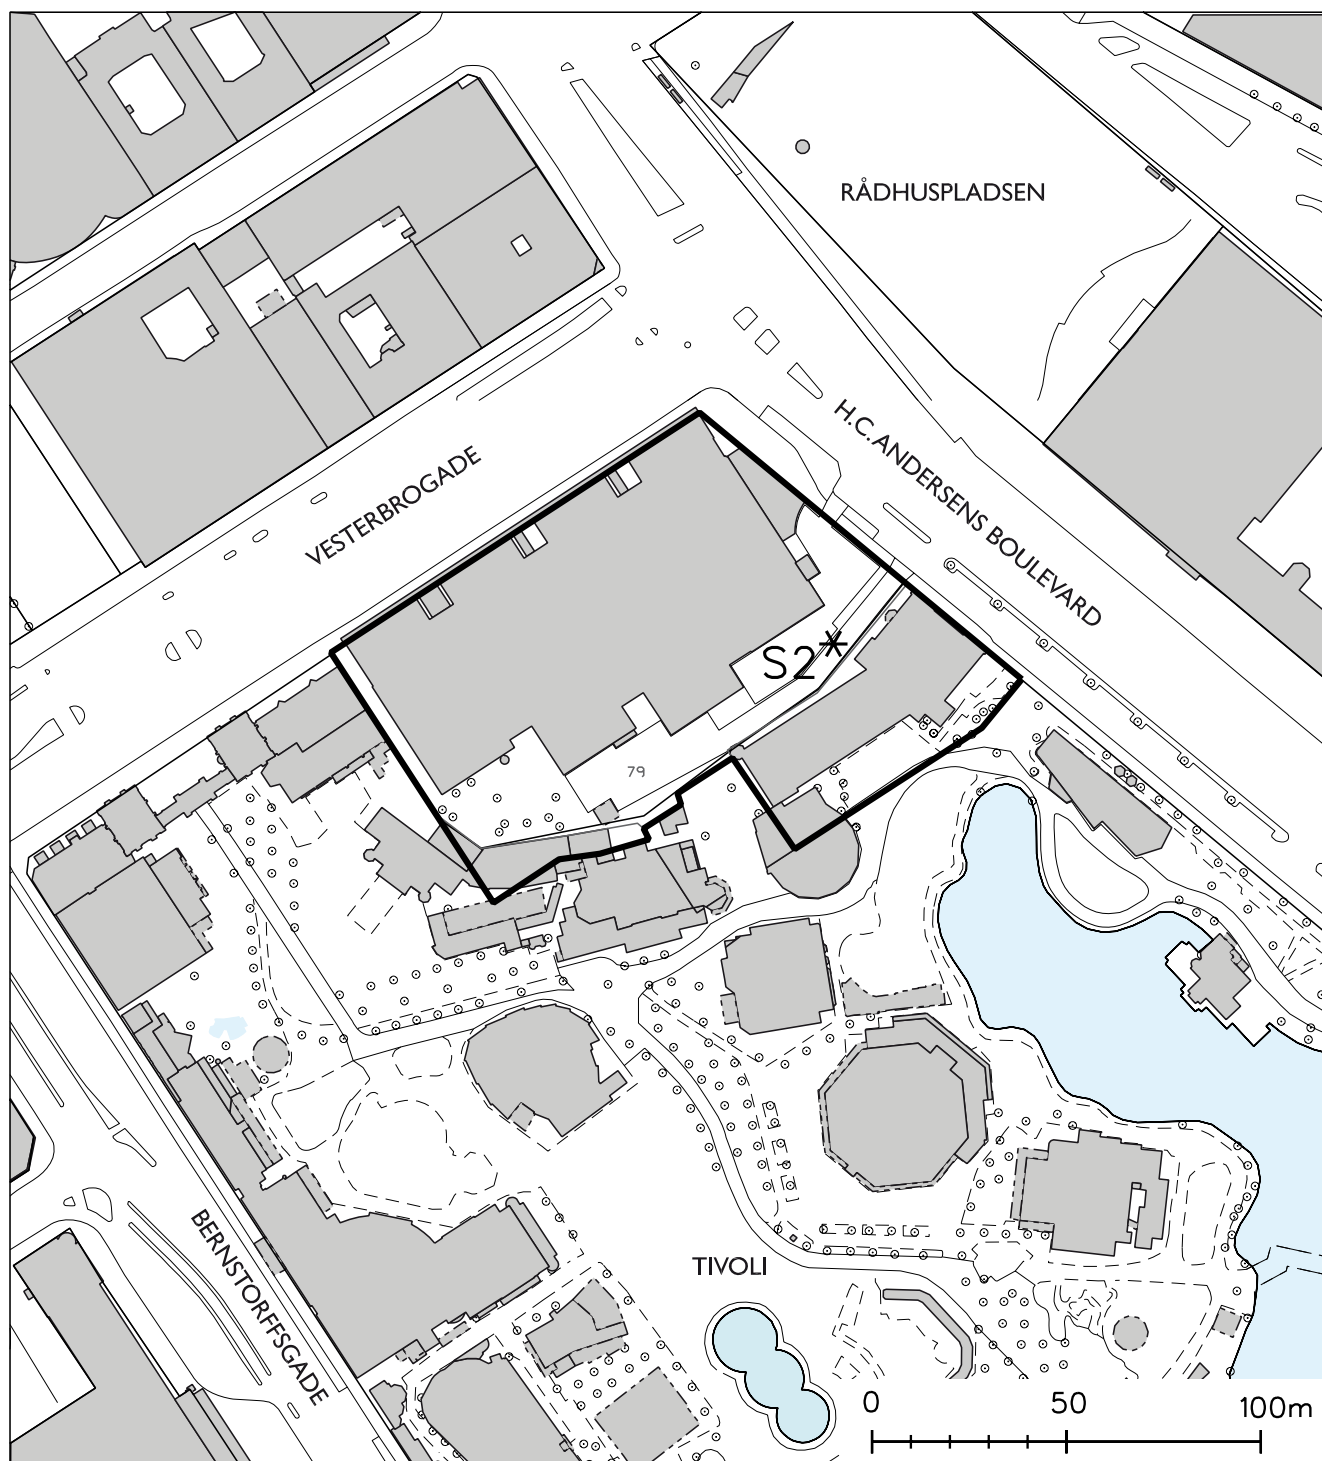 RÅDHUSPLADSEN
H.C.ANDERSENS BOULEVARD
VESTERBROGADE
S2*
79
BERNSTORFFSGADE
TIVOLI
0 50 100m